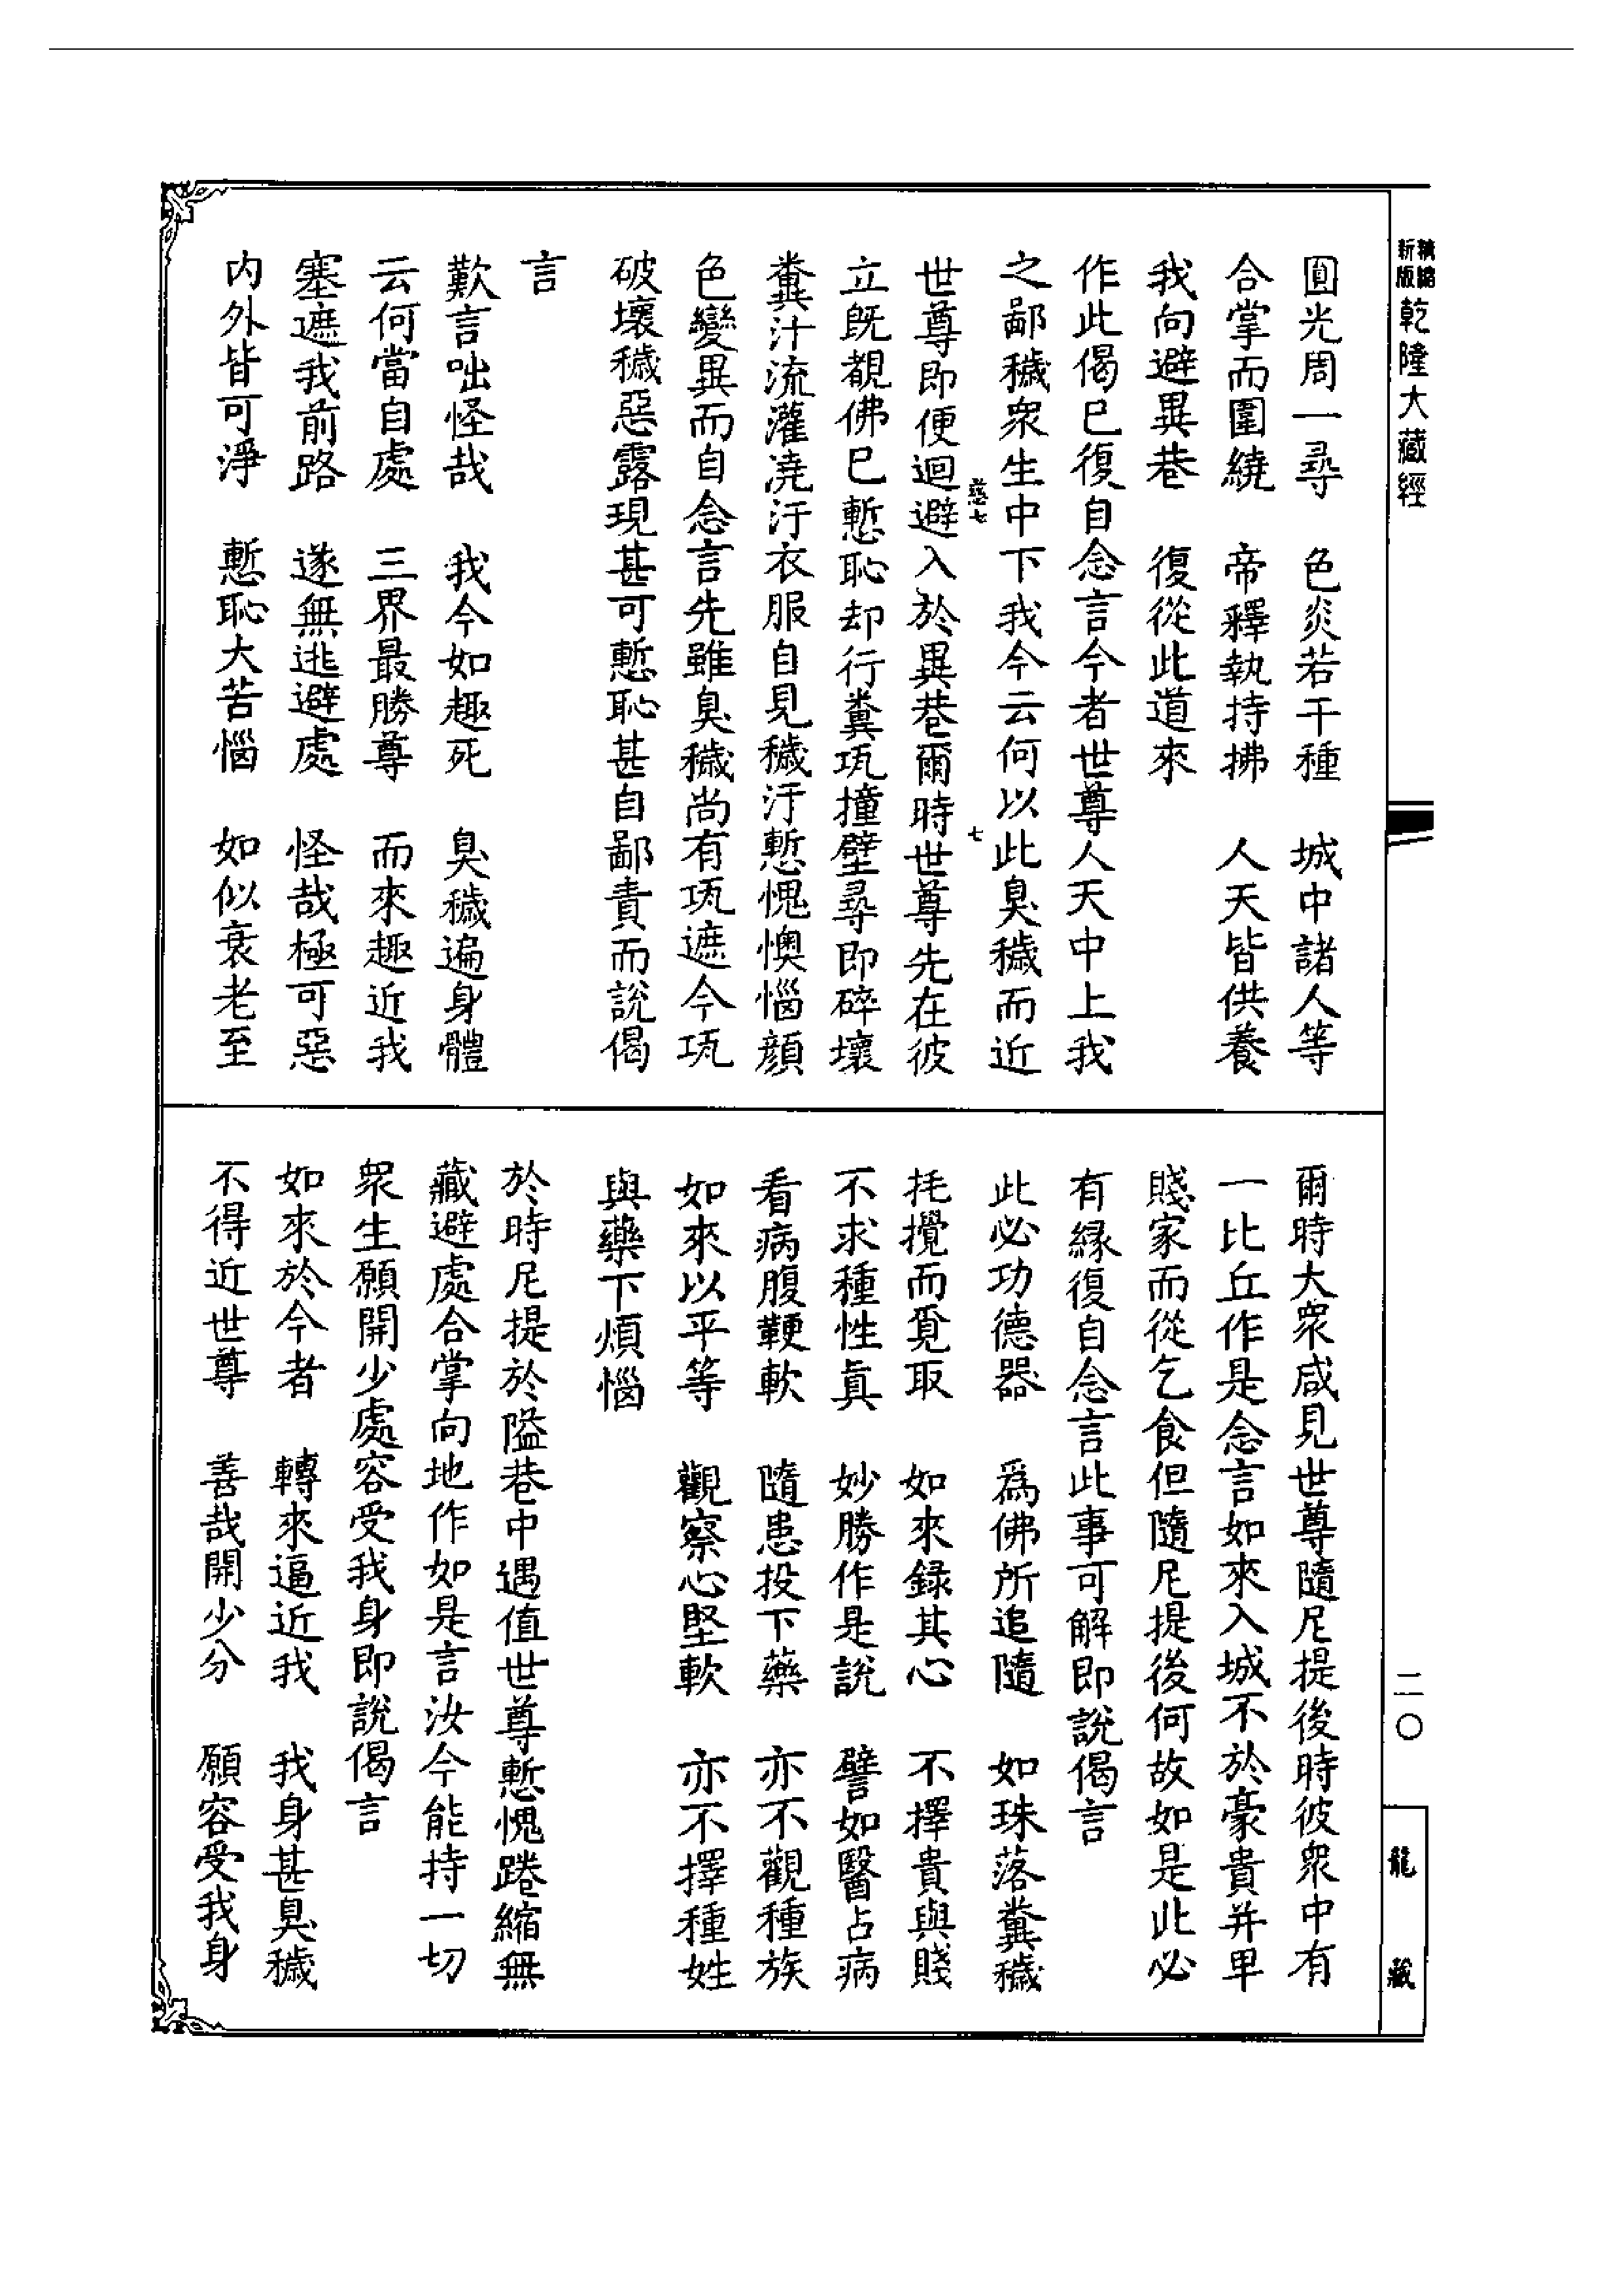 精縮新版乾隆大藏經
圓光周一尋　色炎若干種　城中諸人等
合掌而圍繞　帝釋執持拂　人天皆供養
我向避異巷　復從此道來
作此偈已復自念言今者世尊人天中上我
之鄙穢衆生中下我今云何以此臭穢而近
慈七　七
世尊即便迴避入於異巷爾時世尊先在彼
立既覩佛已慙恥却行糞瓨撞壁尋即碎壞
糞汁流灌澆汙衣服自見穢汙慙愧懊惱顔
色變異而自念言先雖臭穢尚有瓨遮今瓨
破壞穢惡露現甚可慙恥甚自鄙責而說偈
言
歎言咄怪哉　我今如趣死　臭穢遍身體
云何當自處　三界最勝尊　而來趣近我
塞遮我前路　遂無逃避處　怪哉極可惡
内外皆可淨　慙恥大苦惱　如似衰老至
爾時大衆咸見世尊隨尼提後時彼衆中有
一比丘作是念言如來入城不於豪貴并卑
賤家而從乞食但隨尼提後何故如是此必
有縁復自念言此事可解即說偈言
此必功德器　爲佛所追隨　如珠落糞穢
㧌攪而覓取　如來録其心　不擇貴與賤
不求種性眞　妙勝作是說　譬如醫占病
看病腹鞕軟　隨患投下藥　亦不觀種族
如來以平等　觀察心堅軟　亦不擇種姓
與藥下煩惱
於時尼提於隘巷中遇值世尊慙愧踡縮無
藏避處合掌向地作如是言汝今能持一切
衆生願開少處容受我身即說偈言
如來於今者　轉來逼近我　我身甚臭穢
不得近世尊　善哉開少分　願容受我身
二〇
龍藏